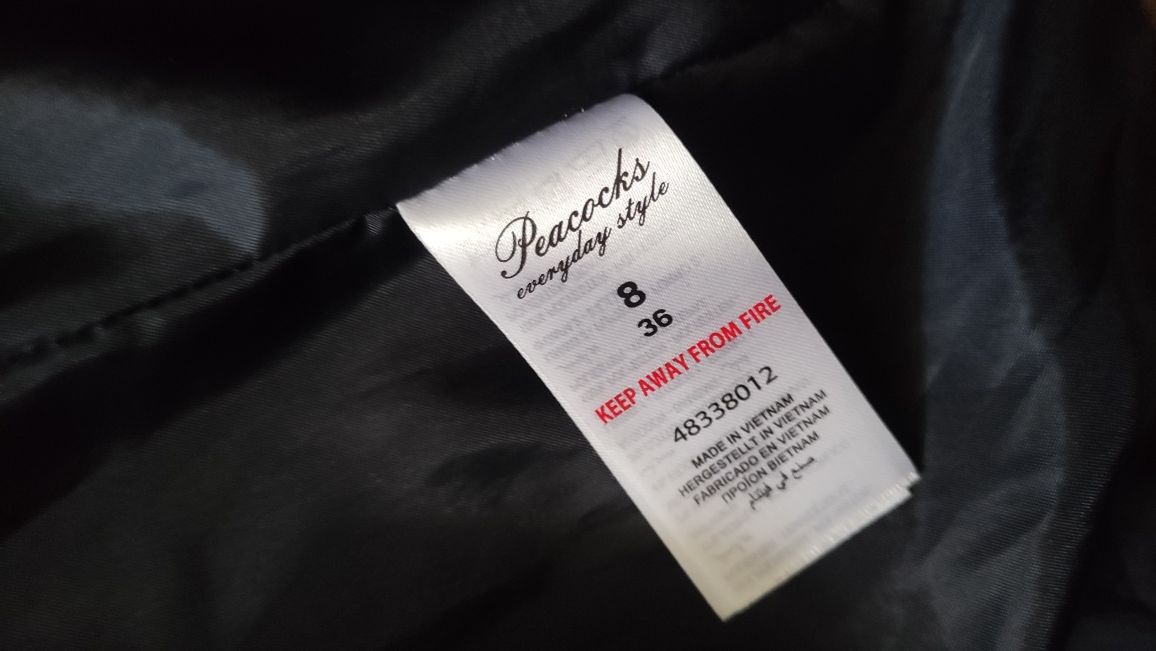 Peacocks
everyday style
8
36
KEEP AWAY FROM FIRE
48338012
MADE IN VIETNAM
HERGESTELLT IN VIETNAM
FABRICADO EN VIETNAM
ΠΡΟΪΟΝ ΒΙΕΤΝΑΜ
صنع في فيتنام